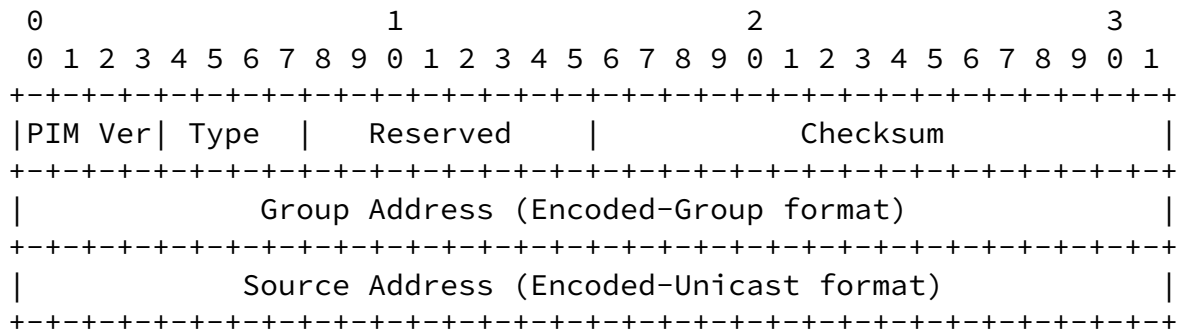 0                   1                   2                   3
 0 1 2 3 4 5 6 7 8 9 0 1 2 3 4 5 6 7 8 9 0 1 2 3 4 5 6 7 8 9 0 1
+-+-+-+-+-+-+-+-+-+-+-+-+-+-+-+-+-+-+-+-+-+-+-+-+-+-+-+-+-+-+-+-+
|PIM Ver| Type  |   Reserved    |           Checksum            |
+-+-+-+-+-+-+-+-+-+-+-+-+-+-+-+-+-+-+-+-+-+-+-+-+-+-+-+-+-+-+-+-+
|             Group Address (Encoded-Group format)              |
+-+-+-+-+-+-+-+-+-+-+-+-+-+-+-+-+-+-+-+-+-+-+-+-+-+-+-+-+-+-+-+-+
|            Source Address (Encoded-Unicast format)            |
+-+-+-+-+-+-+-+-+-+-+-+-+-+-+-+-+-+-+-+-+-+-+-+-+-+-+-+-+-+-+-+-+